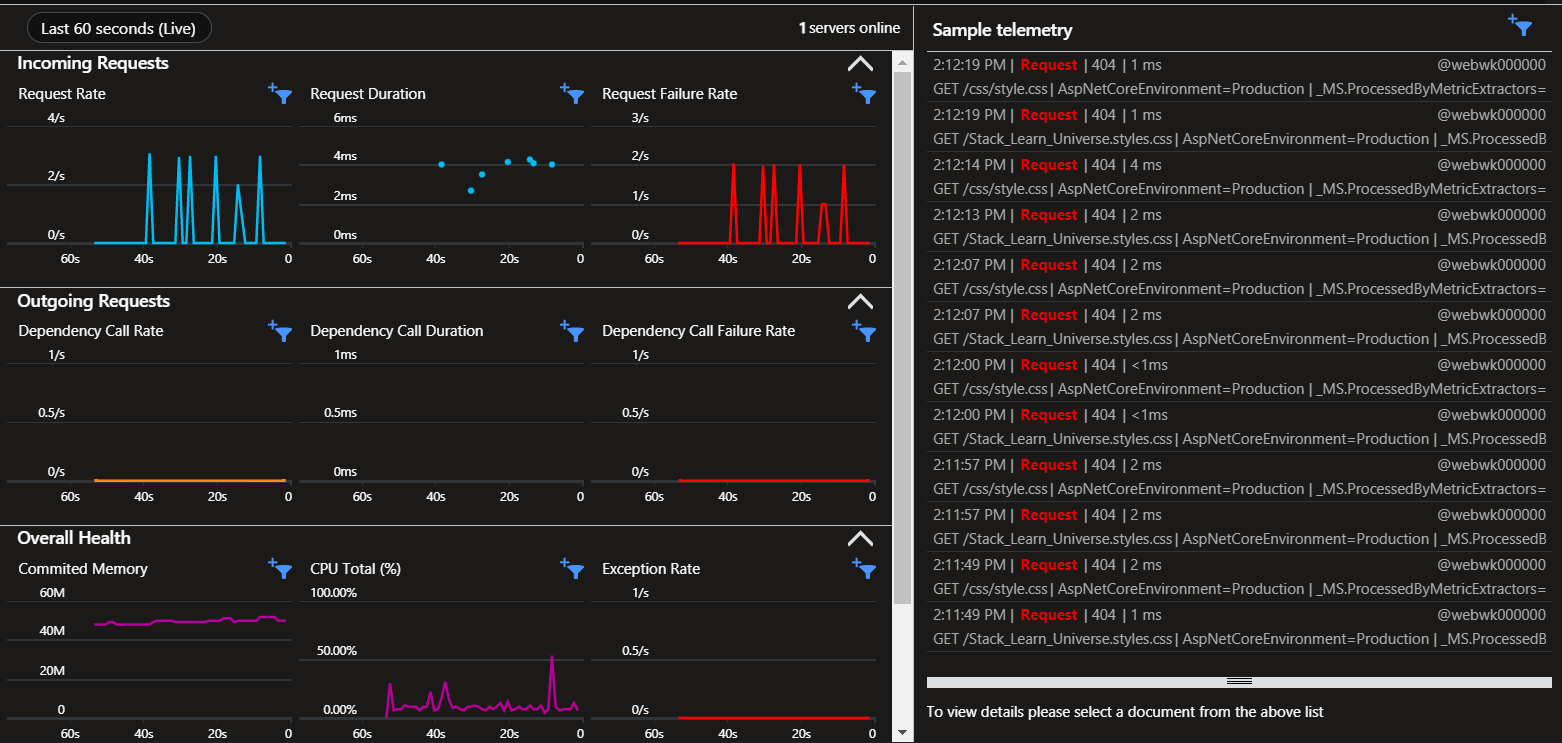 Last 60 seconds (Live)
1 servers online
Incoming Requests
Request Rate
4/s
2/s
0/s
60s 40s 20s 0
Request Duration
6ms
4ms
2ms
0ms
60s 40s 20s 0
Request Failure Rate
3/s
2/s
1/s
0/s
60s 40s 20s 0
Outgoing Requests
Dependency Call Rate
1/s
0.5/s
0/s
60s 40s 20s 0
Dependency Call Duration
1ms
0.5ms
0ms
60s 40s 20s 0
Dependency Call Failure Rate
1/s
0.5/s
0/s
60s 40s 20s 0
Overall Health
Commited Memory
60M
40M
20M
0
60s 40s 20s 0
CPU Total (%)
100.00%
50.00%
0.00%
60s 40s 20s 0
Exception Rate
1/s
0.5/s
0/s
60s 40s 20s 0
Sample telemetry
2:12:19 PM | Request | 404 | 1 ms @webwk000000
GET /css/style.css | AspNetCoreEnvironment=Production | _MS.ProcessedByMetricExtractors=
2:12:19 PM | Request | 404 | 1 ms @webwk000000
GET /Stack_Learn_Universe.styles.css | AspNetCoreEnvironment=Production | _MS.ProcessedB
2:12:14 PM | Request | 404 | 4 ms @webwk000000
GET /css/style.css | AspNetCoreEnvironment=Production | _MS.ProcessedByMetricExtractors=
2:12:13 PM | Request | 404 | 2 ms @webwk000000
GET /Stack_Learn_Universe.styles.css | AspNetCoreEnvironment=Production | _MS.ProcessedB
2:12:07 PM | Request | 404 | 2 ms @webwk000000
GET /css/style.css | AspNetCoreEnvironment=Production | _MS.ProcessedByMetricExtractors=
2:12:07 PM | Request | 404 | 2 ms @webwk000000
GET /Stack_Learn_Universe.styles.css | AspNetCoreEnvironment=Production | _MS.ProcessedB
2:12:00 PM | Request | 404 | <1ms @webwk000000
GET /css/style.css | AspNetCoreEnvironment=Production | _MS.ProcessedByMetricExtractors=
2:12:00 PM | Request | 404 | <1ms @webwk000000
GET /Stack_Learn_Universe.styles.css | AspNetCoreEnvironment=Production | _MS.ProcessedB
2:11:57 PM | Request | 404 | 2 ms @webwk000000
GET /css/style.css | AspNetCoreEnvironment=Production | _MS.ProcessedByMetricExtractors=
2:11:57 PM | Request | 404 | 2 ms @webwk000000
GET /Stack_Learn_Universe.styles.css | AspNetCoreEnvironment=Production | _MS.ProcessedB
2:11:49 PM | Request | 404 | 2 ms @webwk000000
GET /css/style.css | AspNetCoreEnvironment=Production | _MS.ProcessedByMetricExtractors=
2:11:49 PM | Request | 404 | 1 ms @webwk000000
GET /Stack_Learn_Universe.styles.css | AspNetCoreEnvironment=Production | _MS.ProcessedB
To view details please select a document from the above list